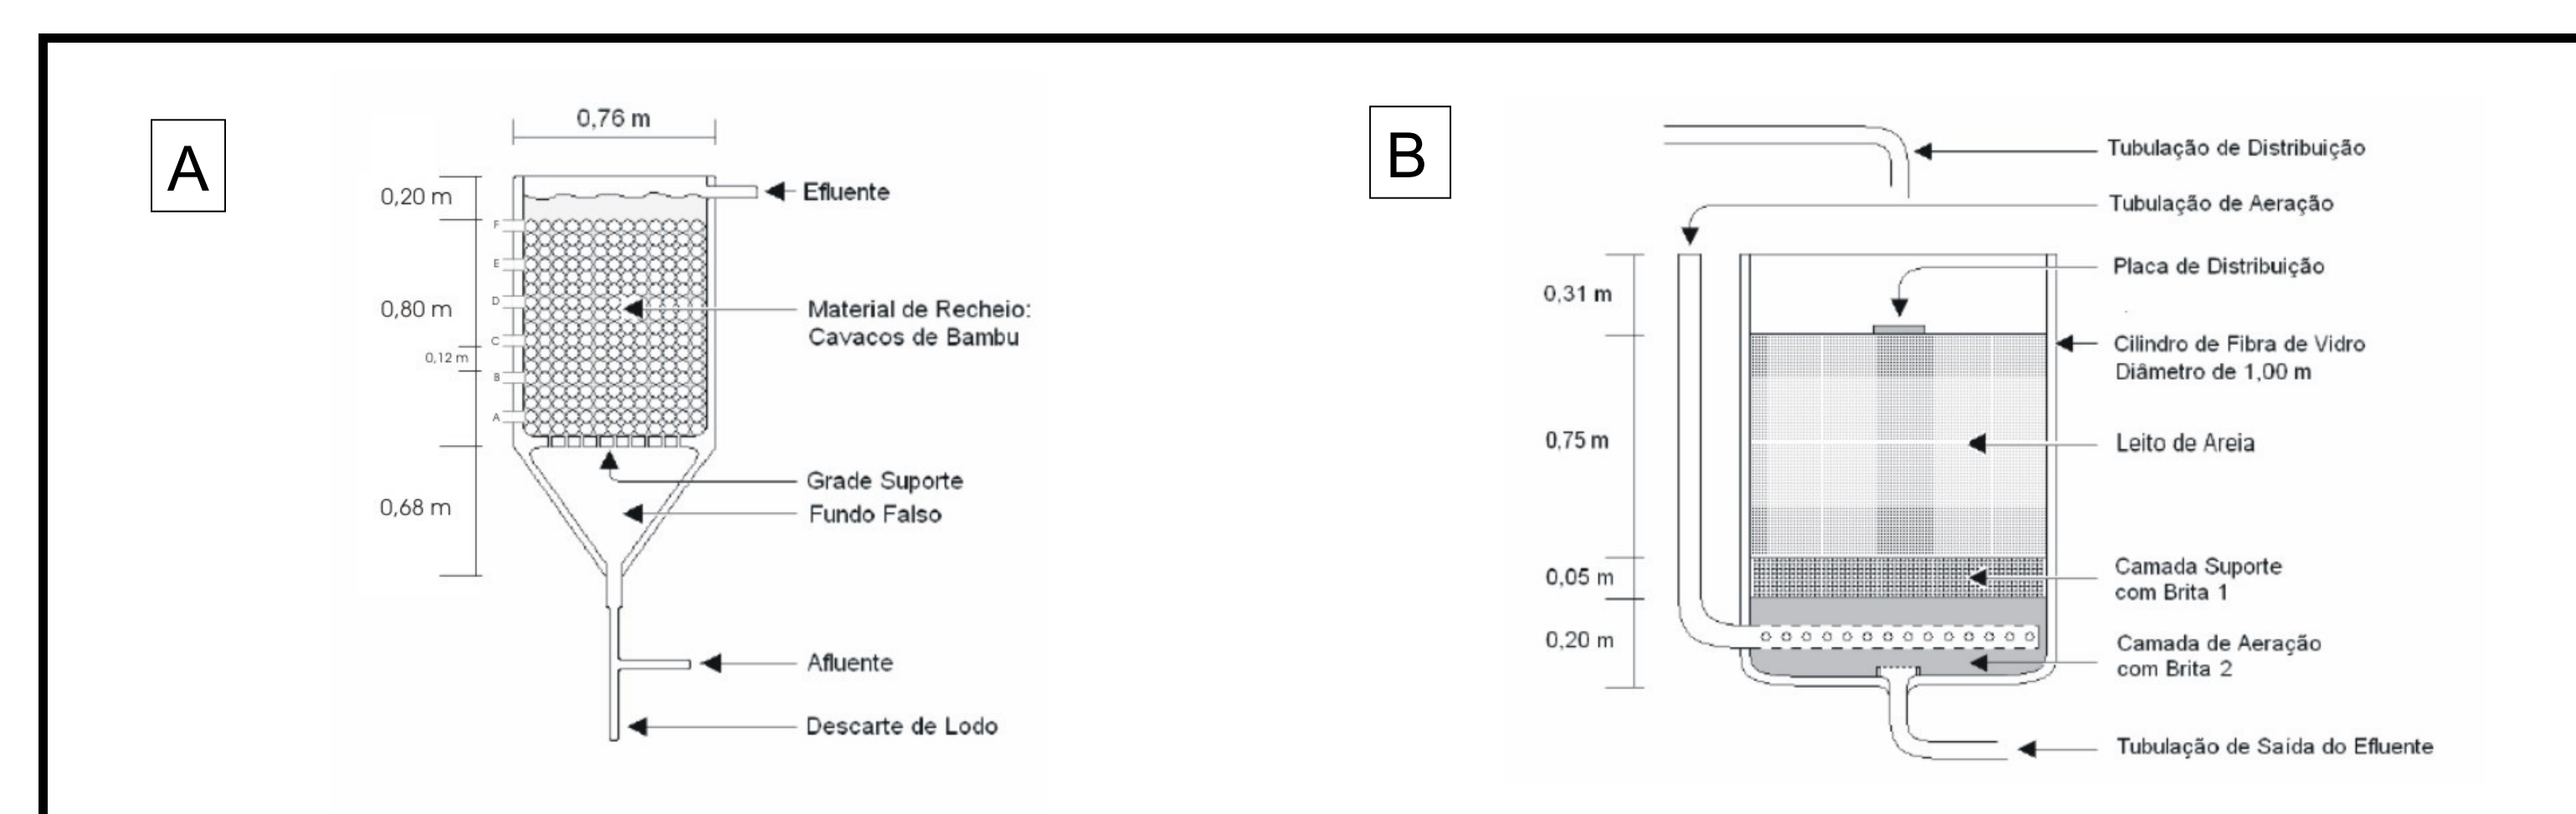 A
0,76 m
0,20 m
Efluente
F
E
D
0,80 m
Material de Recheio:
Cavacos de Bambu
C
0,12 m
B
A
Grade Suporte
0,68 m
Fundo Falso
Afluente
Descarte de Lodo
B
Tubulação de Distribuição
Tubulação de Aeração
Placa de Distribuição
0,31 m
Cilindro de Fibra de Vidro
Diâmetro de 1,00 m
0,75 m
Leito de Areia
Camada Suporte
com Brita 1
0,05 m
0,20 m
Camada de Aeração
com Brita 2
Tubulação de Saída do Efluente